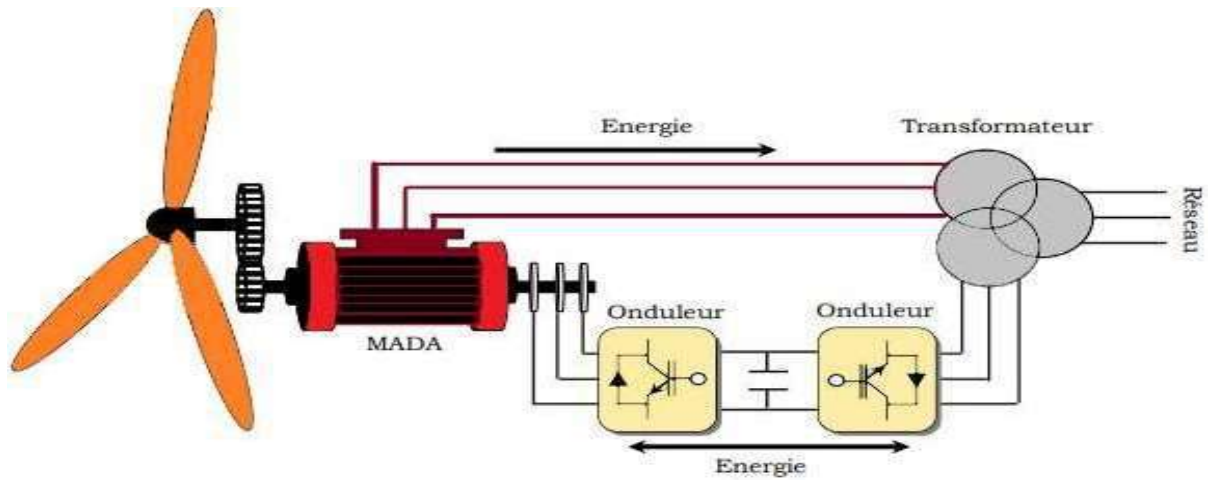 Energie
Transformateur
Réseau
MADA
Onduleur
Onduleur
Energie